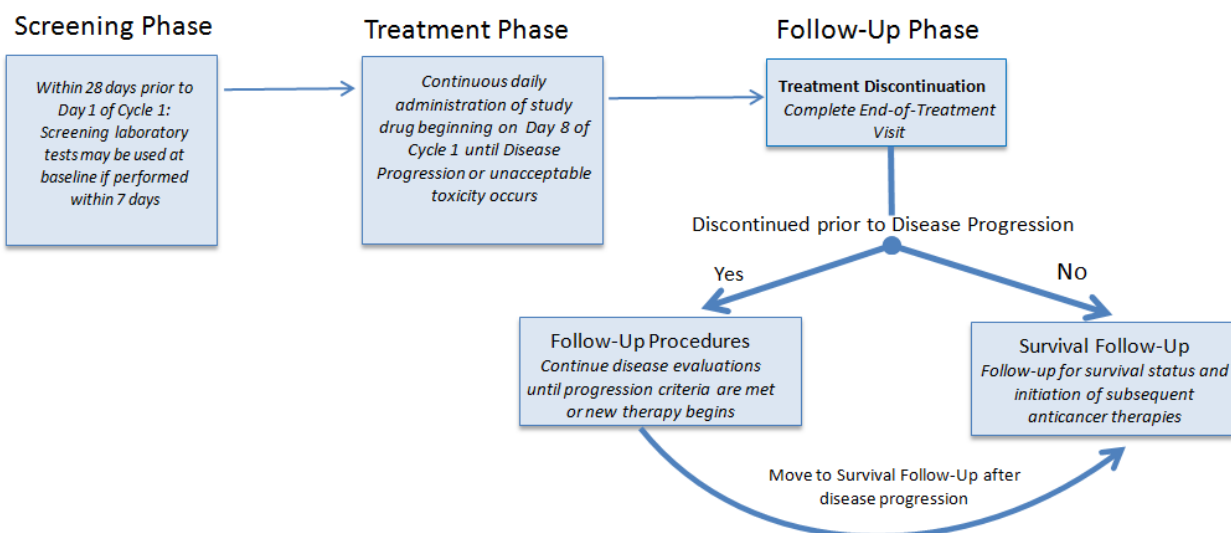 Screening Phase
Within 28 days prior to
Day 1 of Cycle 1:
Screening laboratory
tests may be used at
baseline if performed
within 7 days
Treatment Phase
Continuous daily
administration of study
drug beginning on Day 8 of
Cycle 1 until Disease
Progression or unacceptable
toxicity occurs
Follow-Up Phase
Treatment Discontinuation
Complete End-of-Treatment
Visit
Discontinued prior to Disease Progression
Yes
No
Follow-Up Procedures
Continue disease evaluations
until progression criteria are met
or new therapy begins
Survival Follow-Up
Follow-up for survival status and
initiation of subsequent
anticancer therapies
Move to Survival Follow-Up after
disease progression